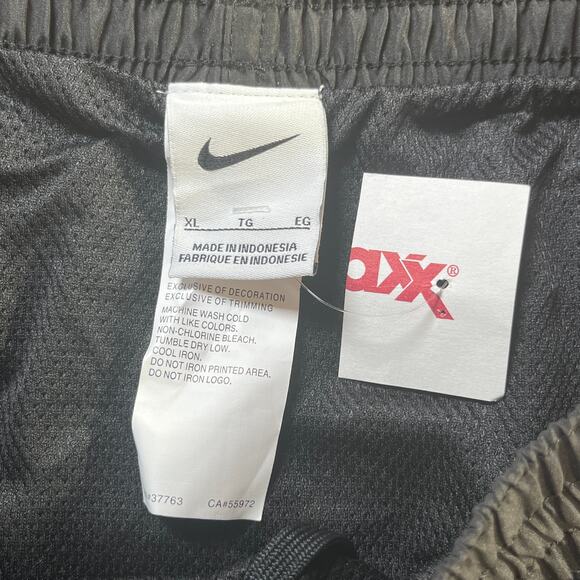 XL TG EG
MADE IN INDONESIA
FABRIQUE EN INDONESIE
EXCLUSIVE OF DECORATION
EXCLUSIVE OF TRIMMING
MACHINE WASH COLD
WITH LIKE COLORS.
NON-CHLORINE BLEACH.
TUMBLE DRY LOW.
COOL IRON.
DO NOT IRON PRINTED AREA.
DO NOT IRON LOGO.
#37763 CA#55972
axx®